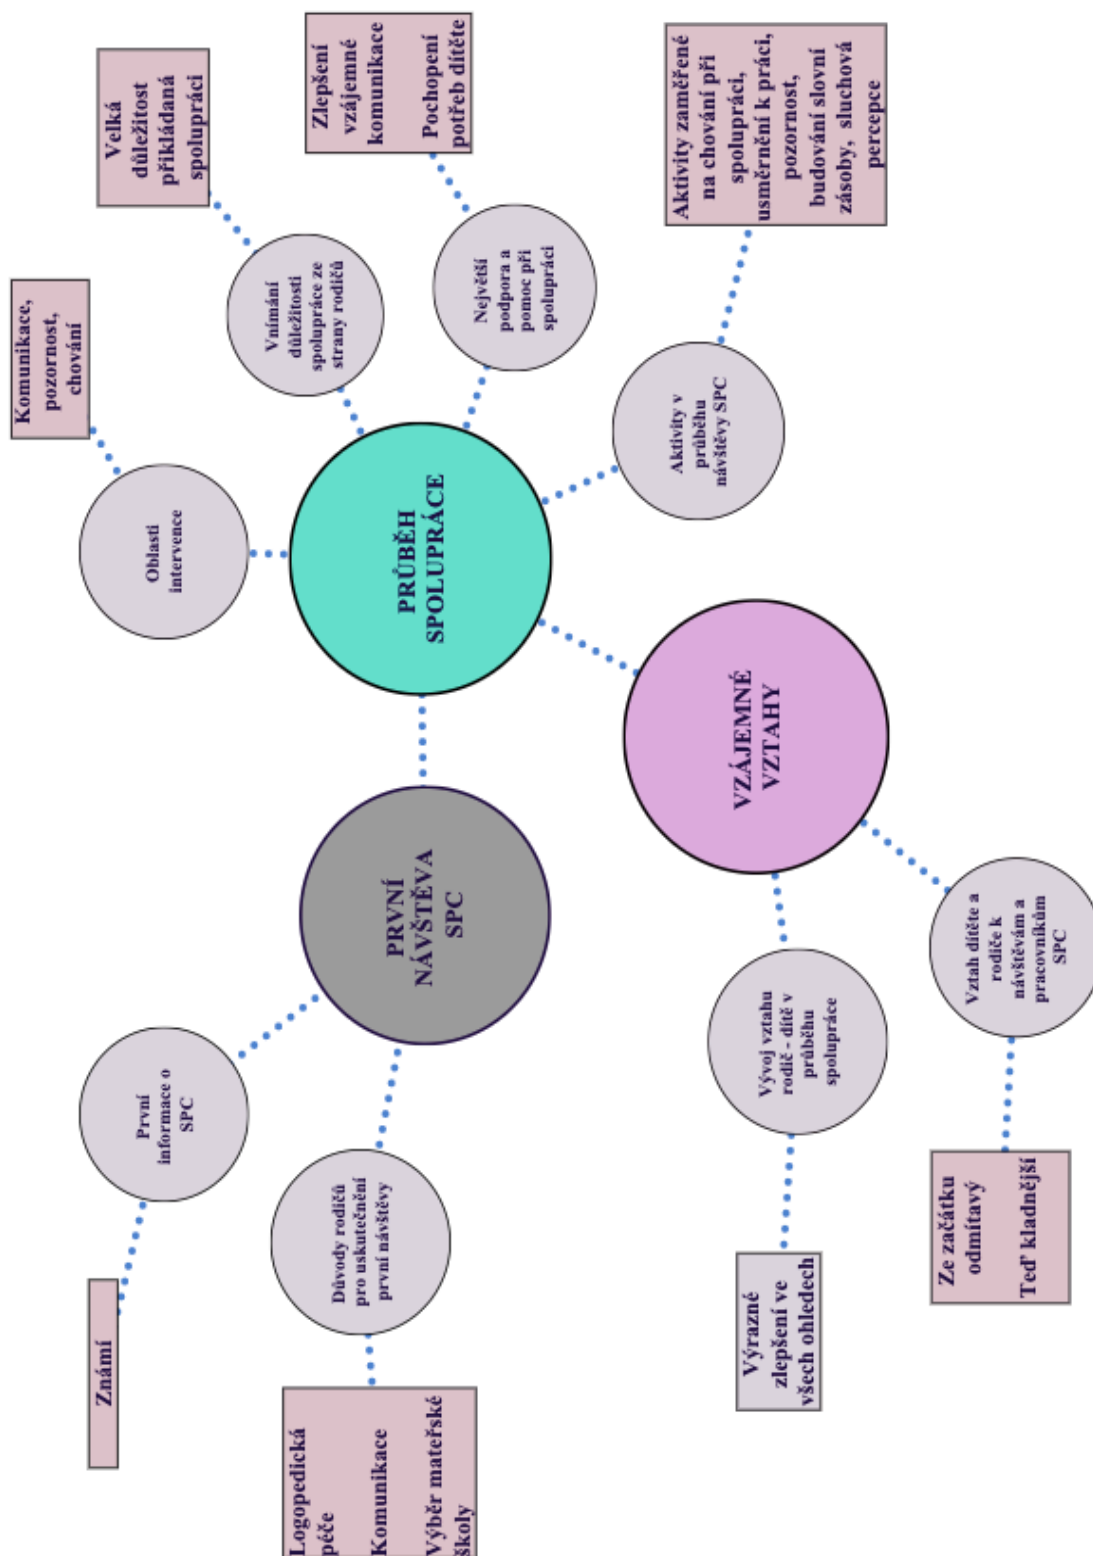 Známí
První
informace o
SPC
Logopedická
péče
Komunikace
Výběr mateřské
školy
Důvody rodičů
pro uskutečnění
první návštěvy
PRVNÍ
NÁVŠTĚVA
SPC
PRŮBĚH
SPOLUPRÁCE
Oblasti
intervence
Komunikace,
pozornost,
chování
Vnímání
důležitosti
spolupráce ze
strany rodičů
Velká
důležitost
přikládaná
spolupráci
Největší
podpora a
pomoc při
spolupráci
Zlepšení
vzájemné
komunikace
Pochopení
potřeb dítěte
Aktivity v
průběhu
návštěvy SPC
Aktivity zaměřené
na chování při
spolupráci,
usměrnění k práci,
pozornost,
budování slovní
zásoby, sluchová
percepce
VZÁJEMNÉ
VZTAHY
Vývoj vztahu
rodič - dítě v
průběhu
spolupráce
Výrazné
zlepšení ve
všech ohledech
Vztah dítěte a
rodiče k
návštěvám a
pracovníkům
SPC
Ze začátku
odmítavý
Teď kladnější